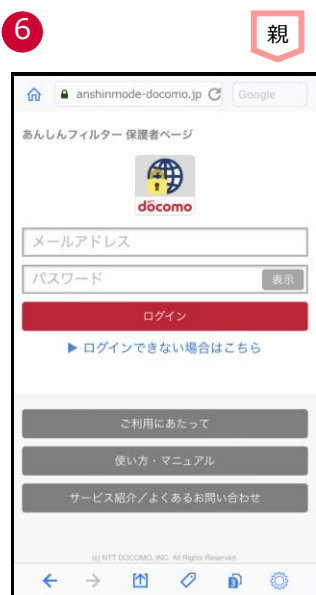 6
親
anshinmode-docomo.jp
Google
あんしんフィルター 保護者ページ
döcomo
メールアドレス
パスワード
表示
ログイン
▶ ログインできない場合はこちら
ご利用にあたって
使い方・マニュアル
サービス紹介／よくあるお問い合わせ
(c) NTT DOCOMO, INC. All Rights Reserved.
3